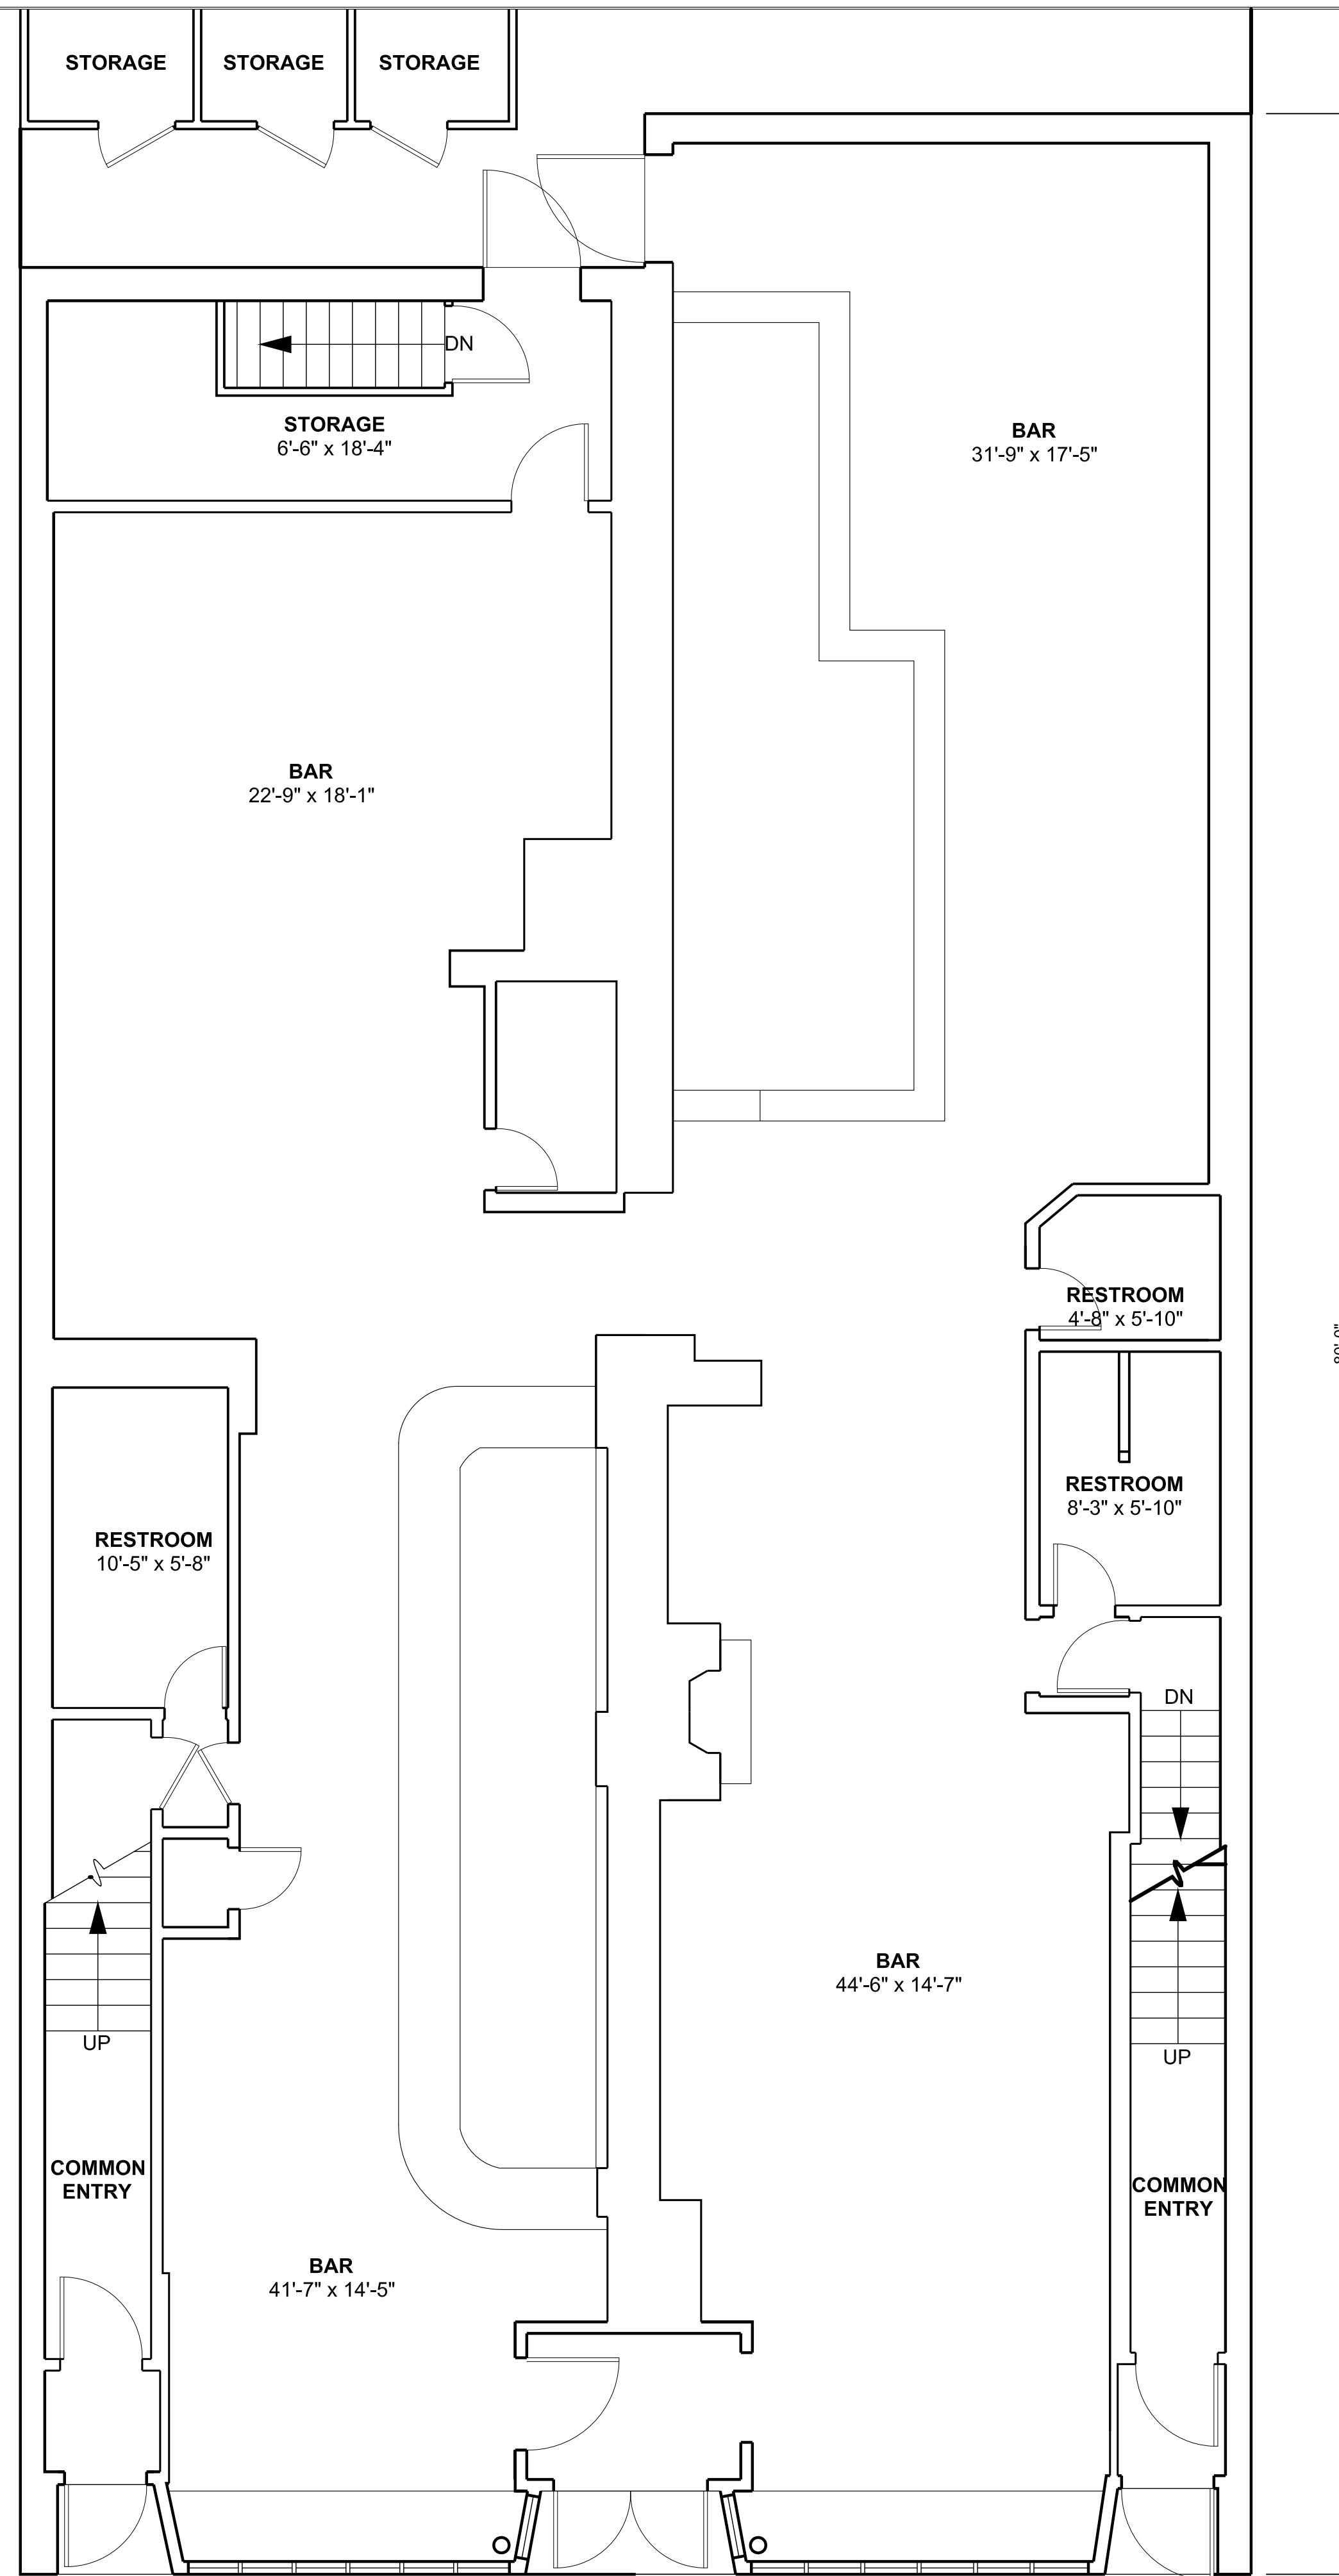 STORAGE
STORAGE
STORAGE
DN
STORAGE
6'-6" x 18'-4"
BAR
31'-9" x 17'-5"
BAR
22'-9" x 18'-1"
RESTROOM
4'-8" x 5'-10"
RESTROOM
8'-3" x 5'-10"
RESTROOM
10'-5" x 5'-8"
DN
BAR
44'-6" x 14'-7"
UP
UP
COMMON
ENTRY
COMMON
ENTRY
BAR
41'-7" x 14'-5"